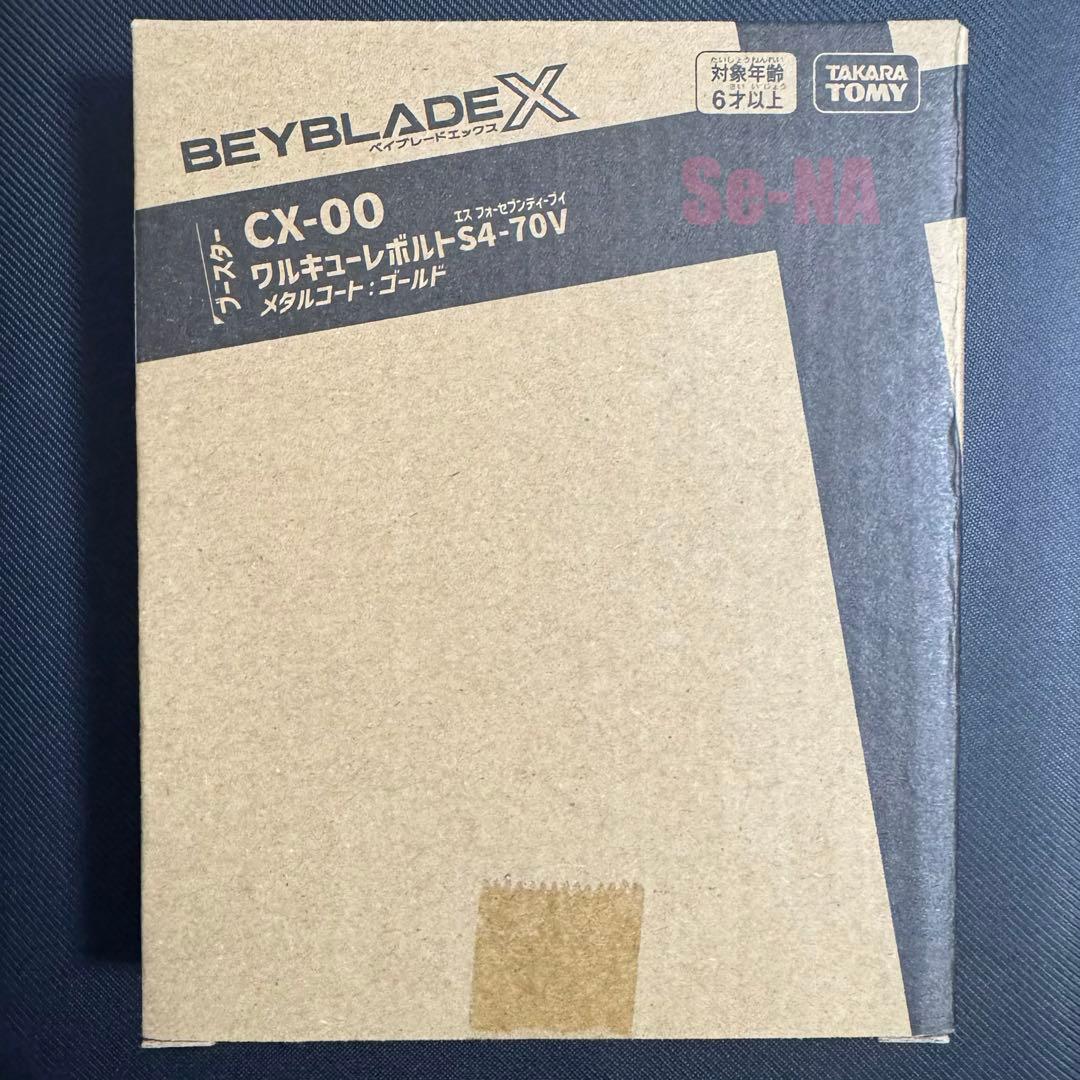 BEYBLADE X
ベイブレードエックス
たいしょうねんれい
対象年齢
さい いじょう
6才以上
TAKARA
TOMY
Se-NA
ブースター
CX-00
エス フォーセブンティーブイ
ワルキューレボルトS4-70V
メタルコート:ゴールド